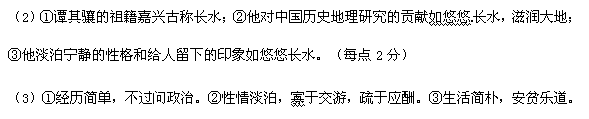 （2）①谭其骧的祖籍嘉兴古称长水；②他对中国历史地理研究的贡献如悠悠长水，滋润大地；
③他淡泊宁静的性格和给人留下的印象如悠悠长水。（每点 2 分）
（3）①经历简单，不过问政治。②性情淡泊，寡于交游，疏于应酬。③生活简朴，安贫乐道。